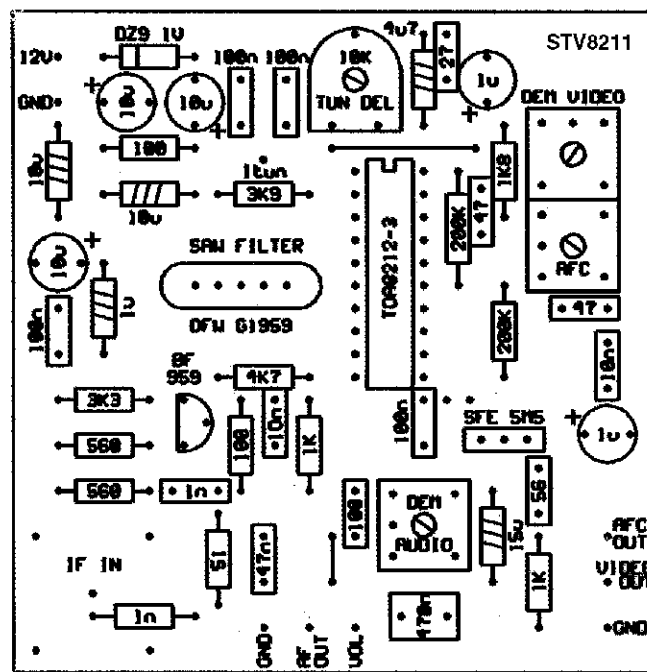 STV8211
12V
DZ9 1V
100n
100n
10K
TUN DEL
4u7
27
1u
GND
10u
10u
DEM VIDEO
10u
100
10u
1tun
3K9
TDA8212-3
200K
47
1K8
AFC
10u
SAW FILTER
OFW G1959
1u
100n
200K
47
10n
BF
959
4K7
3K3
100
10n
1K
100n
SFE 5M5
1u
560
560
1n
100
DEM
AUDIO
15u
56
IF IN
51
47n
1K
AFC
OUT
VIDEO
OUT
1n
470n
GND
GND
AF
OUT
VOL